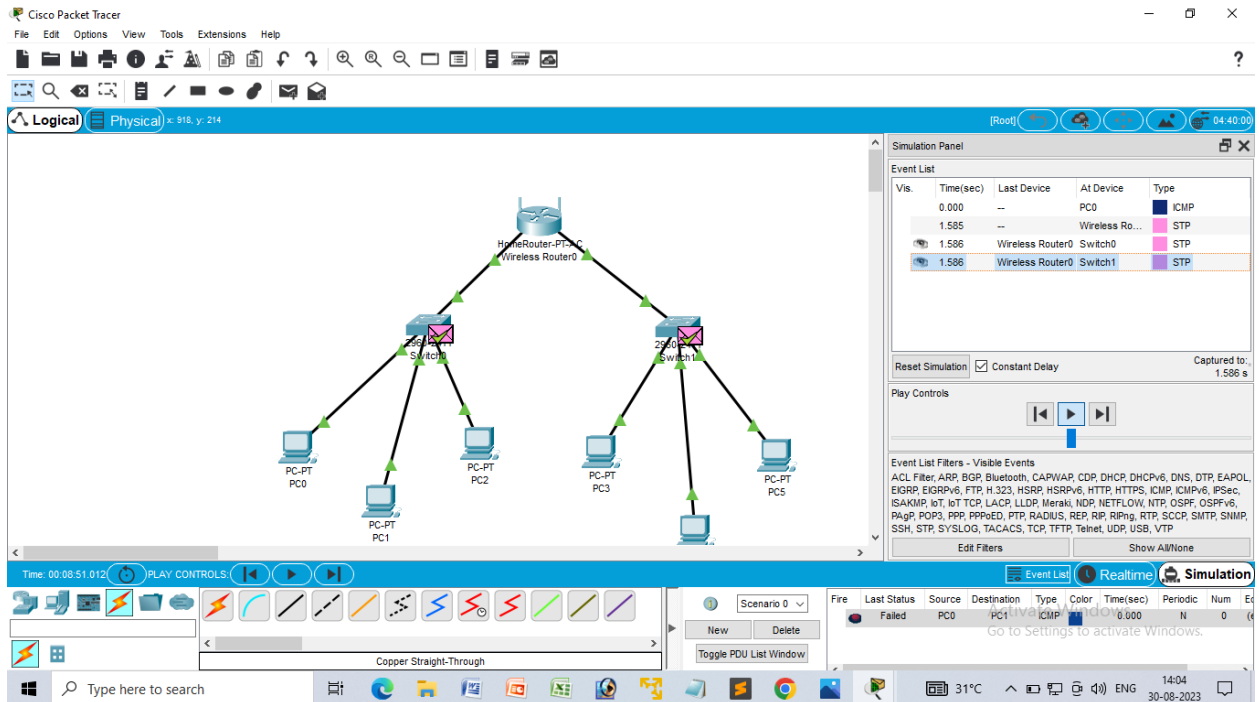 Cisco Packet Tracer
File Edit Options View Tools Extensions Help
?
Logical Physical x: 918, y: 214 [Root] 04:40:00
Simulation Panel
Event List
Vis. Time(sec) Last Device At Device Type
0.000 -- PC0 ICMP
1.585 -- Wireless Ro... STP
1.586 Wireless Router0 Switch0 STP
1.586 Wireless Router0 Switch1 STP
HomeRouter-PT-AC
Wireless Router0
Switch0
Switch1
PC-PT
PC0
PC-PT
PC1
PC-PT
PC2
PC-PT
PC3
PC-PT
PC5
Reset Simulation Constant Delay Captured to:
1.586 s
Play Controls
Event List Filters - Visible Events
ACL Filter, ARP, BGP, Bluetooth, CAPWAP, CDP, DHCP, DHCPv6, DNS, DTP, EAPOL,
EIGRP, EIGRPv6, FTP, H.323, HSRP, HSRPv6, HTTP, HTTPS, ICMP, ICMPv6, IPSec,
ISAKMP, IoT, IoT TCP, LACP, LLDP, Meraki, NDP, NETFLOW, NTP, OSPF, OSPFv6,
PAgP, POP3, PPP, PPPoED, PTP, RADIUS, REP, RIP, RIPng, RTP, SCCP, SMTP, SNMP,
SSH, STP, SYSLOG, TACACS, TCP, TFTP, Telnet, UDP, USB, VTP
Edit Filters Show All/None
Time: 00:08:51.012 PLAY CONTROLS: Event List Realtime Simulation
Scenario 0
New Delete
Toggle PDU List Window
Fire Last Status Source Destination Type Color Time(sec) Periodic Num
Failed PC0 PC1 ICMP 0.000 N 0
Activate Windows
Go to Settings to activate Windows.
Copper Straight-Through
Type here to search
31°C ENG 14:04
30-08-2023